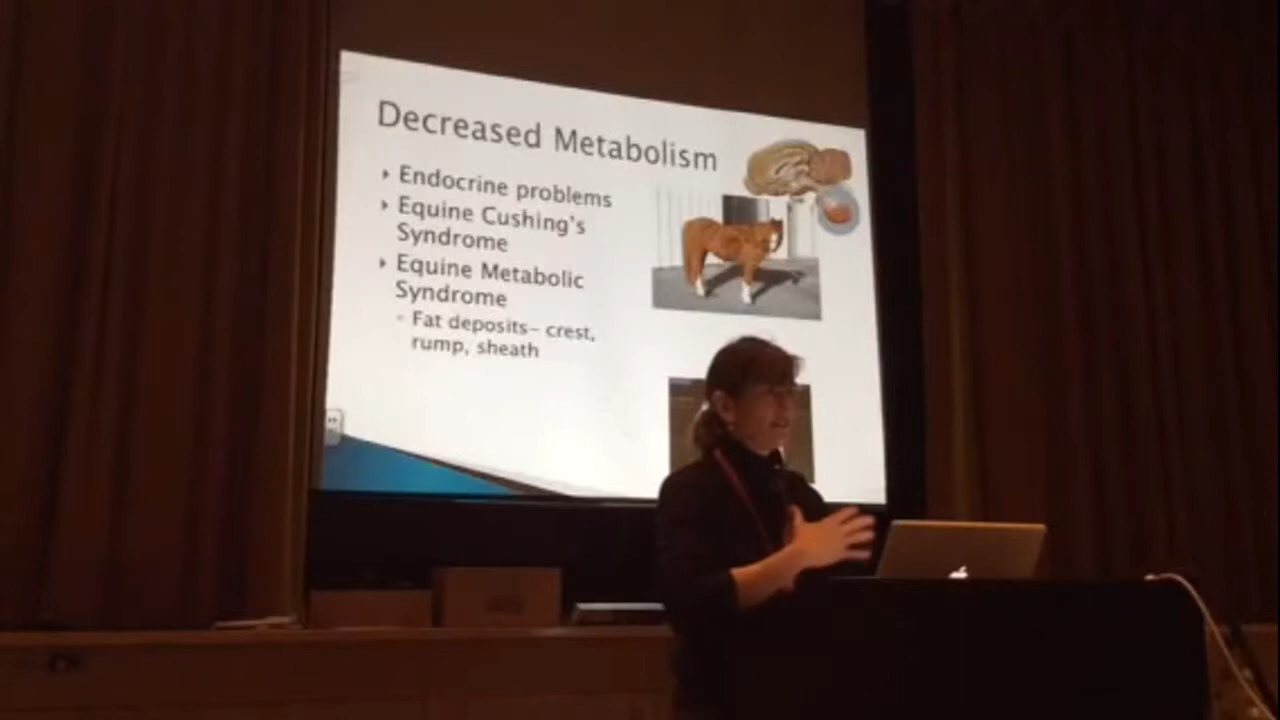 Decreased Metabolism
Endocrine problems
Equine Cushing's
Syndrome
Equine Metabolic
Syndrome
Fat deposits- crest,
rump, sheath